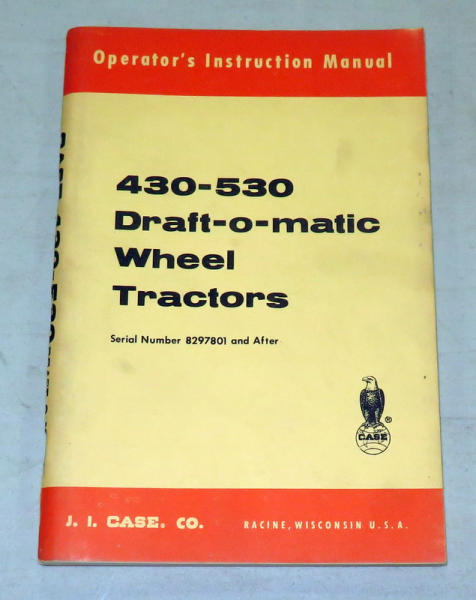 Operator's Instruction Manual
430-530
Draft-o-matic
Wheel
Tractors
Serial Number 8297801 and After
CASE
®
J. I. CASE. CO.
RACINE, WISCONSIN U.S.A.